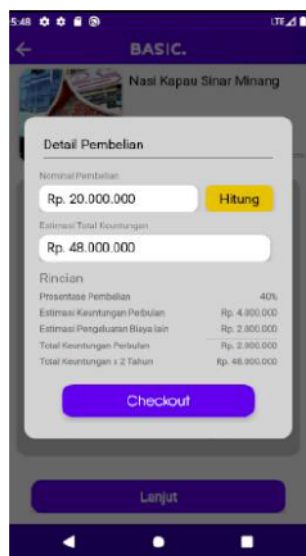 5:48
LTE
BASIC.
Nasi Kapau Sinar Minang
Detail Pembelian
Nominal Pembelian
Rp. 20.000.000
Hitung
Estimasi Total Keuntungan
Rp. 48.000.000
Rincian
Presentase Pembelian 40%
Estimasi Keuntungan Perbulan Rp. 4.000.000
Estimasi Pengeluaran Biaya lain Rp. 2.000.000
Total Keuntungan Perbulan Rp. 2.000.000
Total Keuntungan x 2 Tahun Rp. 48.000.000
Checkout
Lanjut